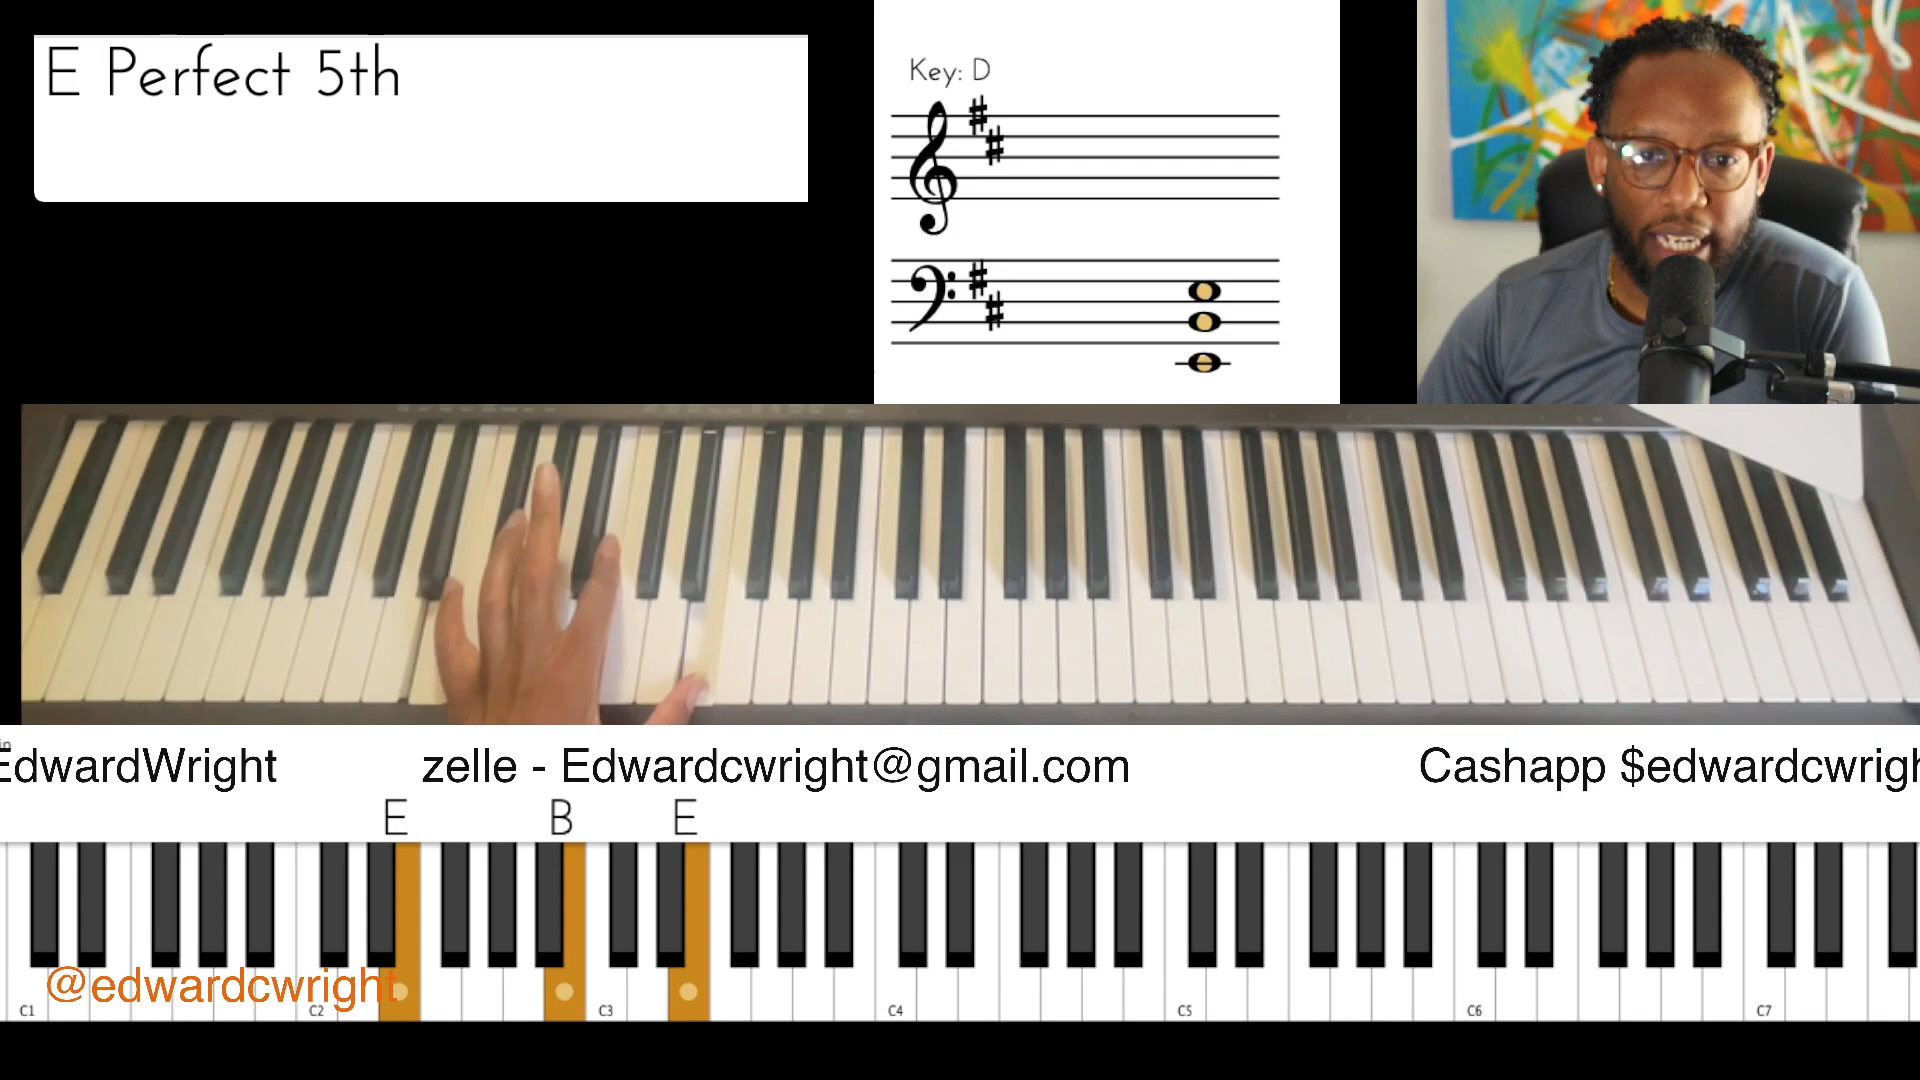 E Perfect 5th
Key: D
EdwardWright
zelle - Edwardcwright@gmail.com
Cashapp $edwardcwrigh
E B E
@edwardcwright
C1 C2 C3 C4 C5 C6 C7